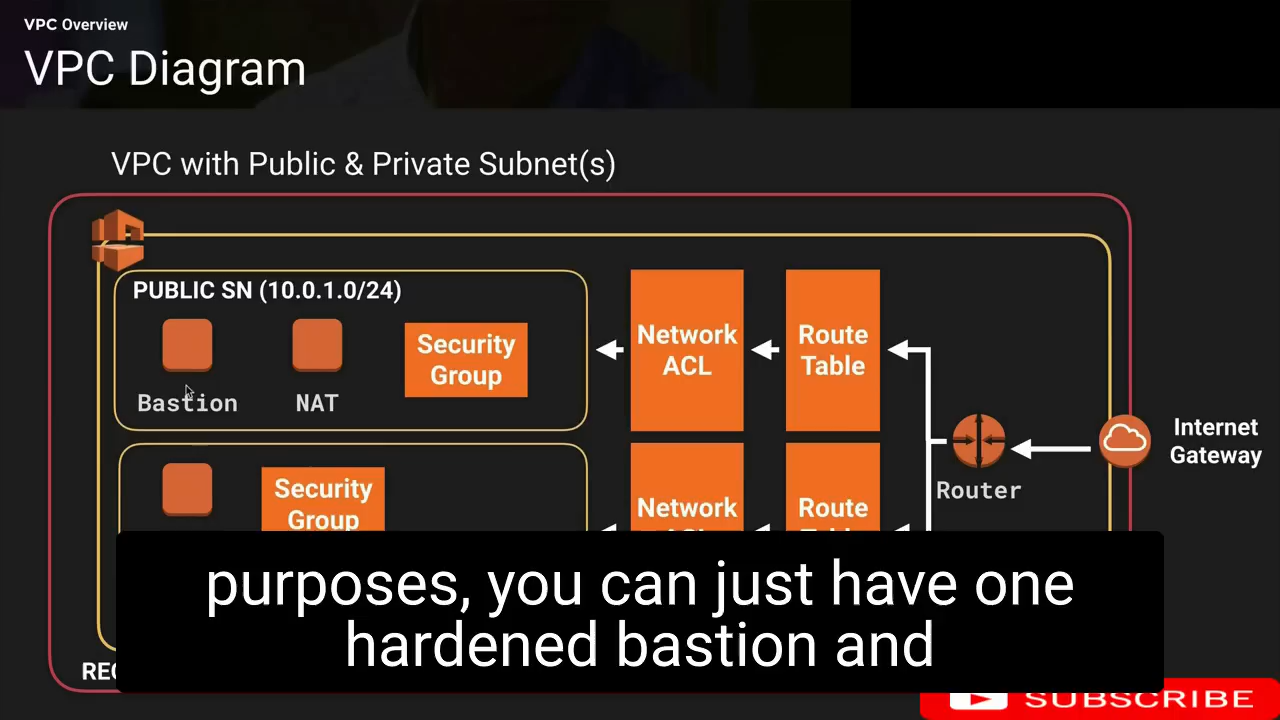 VPC Overview
VPC Diagram
VPC with Public & Private Subnet(s)
PUBLIC SN (10.0.1.0/24)
Security
Group
Bastion
NAT
Network
ACL
Route
Table
Internet
Gateway
Router
Security
Group
Network
Route
purposes, you can just have one
hardened bastion and
SUBSCRIBE